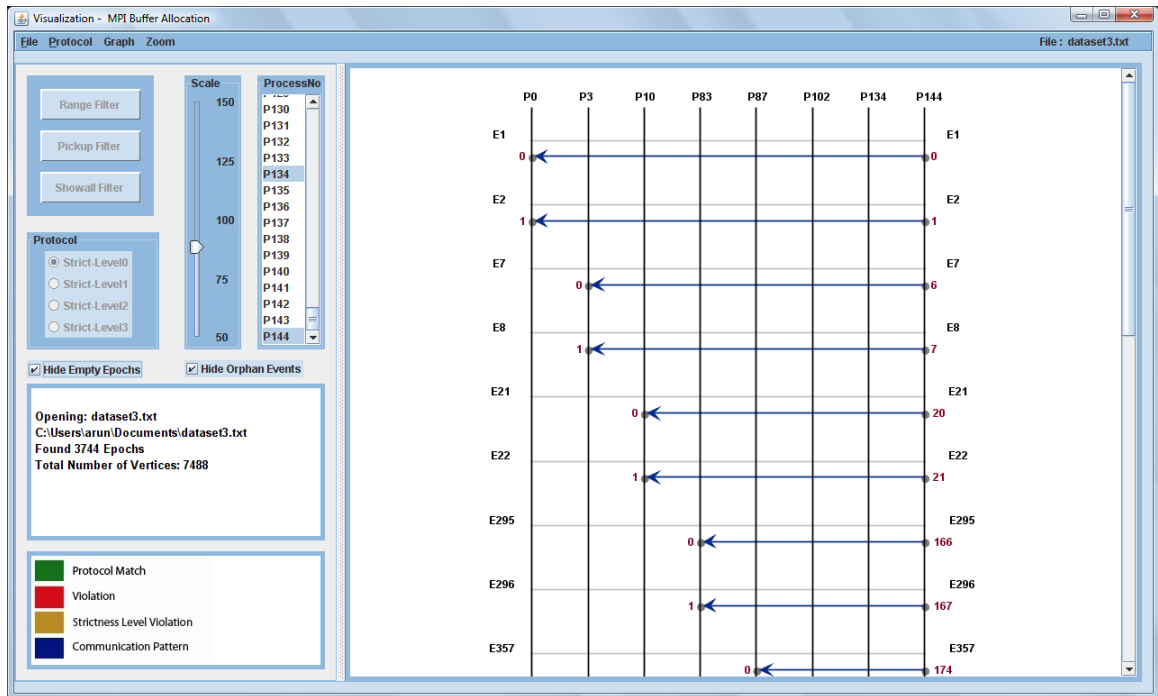 Visualization - MPI Buffer Allocation
File Protocol Graph Zoom
File : dataset3.txt
Range Filter
Pickup Filter
Showall Filter
Protocol
Strict-Level0
Strict-Level1
Strict-Level2
Strict-Level3
Scale
150
125
100
75
50
ProcessNo
P130
P131
P132
P133
P134
P135
P136
P137
P138
P139
P140
P141
P142
P143
P144
Hide Empty Epochs
Hide Orphan Events
Opening: dataset3.txt
C:\Users\arun\Documents\dataset3.txt
Found 3744 Epochs
Total Number of Vertices: 7488
Protocol Match
Violation
Strictness Level Violation
Communication Pattern
P0 P3 P10 P83 P87 P102 P134 P144
E1 E1
0 0
E2 E2
1 1
E7 E7
0 6
E8 E8
1 7
E21 E21
0 20
E22 E22
1 21
E295 E295
0 166
E296 E296
1 167
E357 E357
0 174